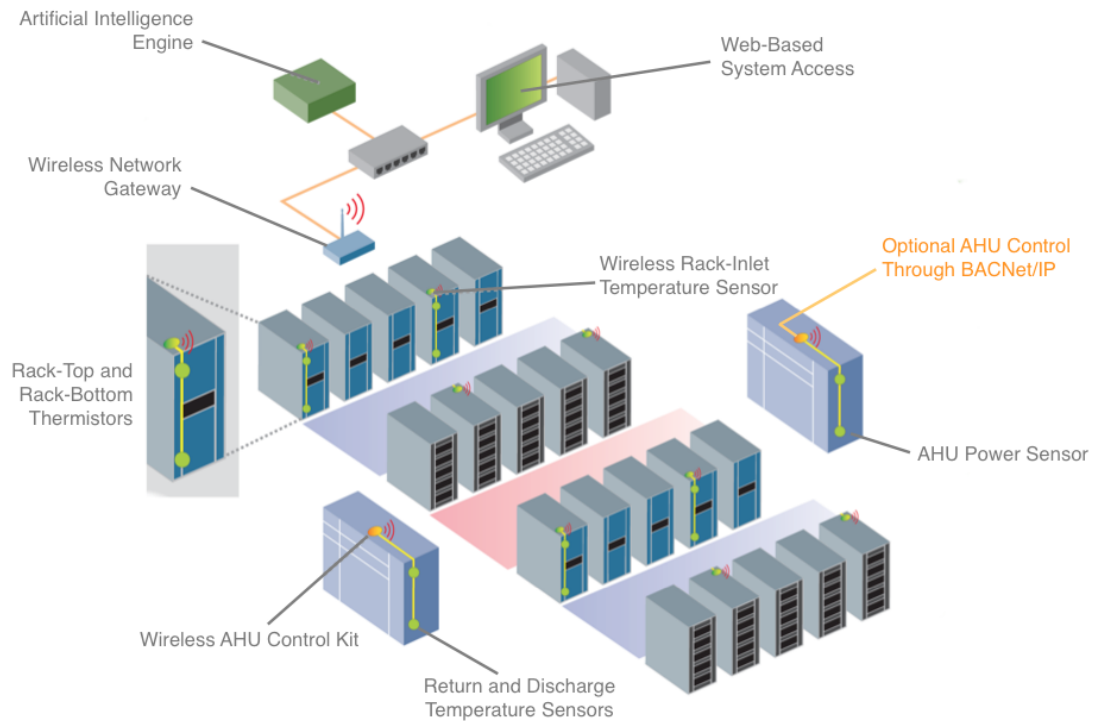 Artificial Intelligence
Engine
Web-Based
System Access
Wireless Network
Gateway
Wireless Rack-Inlet
Temperature Sensor
Optional AHU Control
Through BACNet/IP
Rack-Top and
Rack-Bottom
Thermistors
AHU Power Sensor
Wireless AHU Control Kit
Return and Discharge
Temperature Sensors